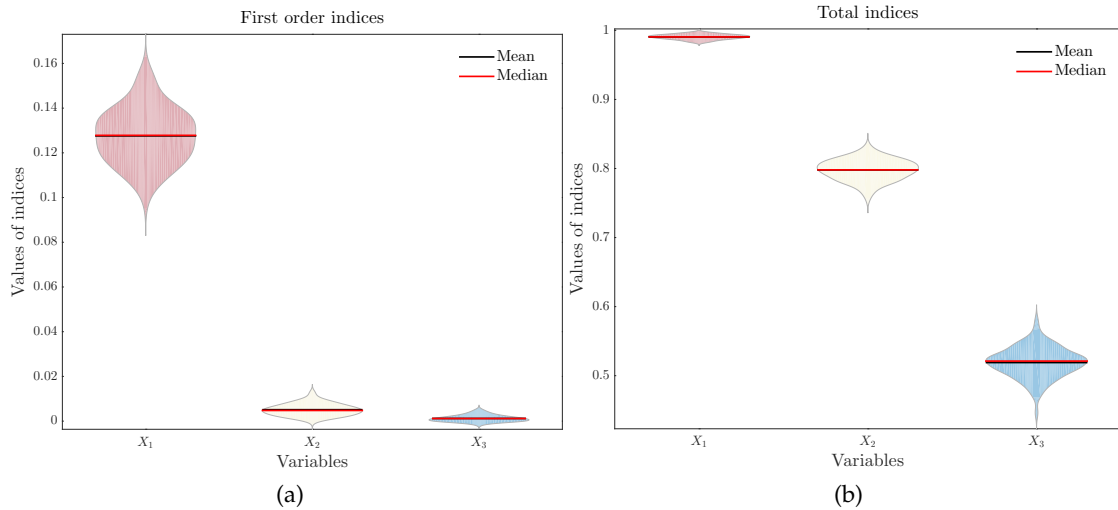 First order indices
Mean
Median
Values of indices
0.16
0.14
0.12
0.1
0.08
0.06
0.04
0.02
0
X1
X2
X3
Variables
(a)
Total indices
Mean
Median
Values of indices
1
0.9
0.8
0.7
0.6
0.5
X1
X2
X3
Variables
(b)